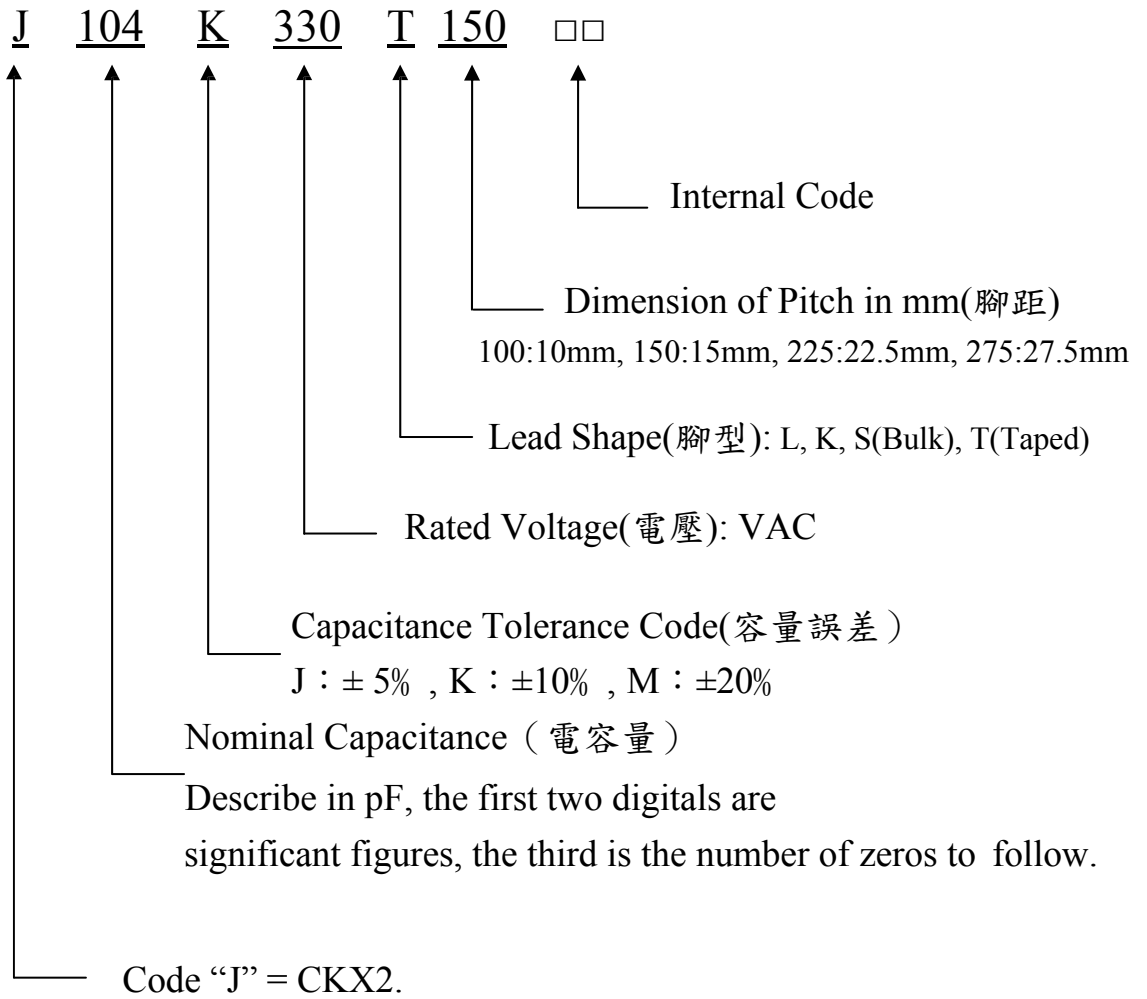 J 104 K 330 T 150 □□
Internal Code
Dimension of Pitch in mm(腳距)
100:10mm, 150:15mm, 225:22.5mm, 275:27.5mm
Lead Shape(腳型): L, K, S(Bulk), T(Taped)
Rated Voltage(電壓): VAC
Capacitance Tolerance Code(容量誤差）
J：± 5% , K：±10% , M：±20%
Nominal Capacitance（電容量）
Describe in pF, the first two digitals are
significant figures, the third is the number of zeros to follow.
Code “J” = CKX2.